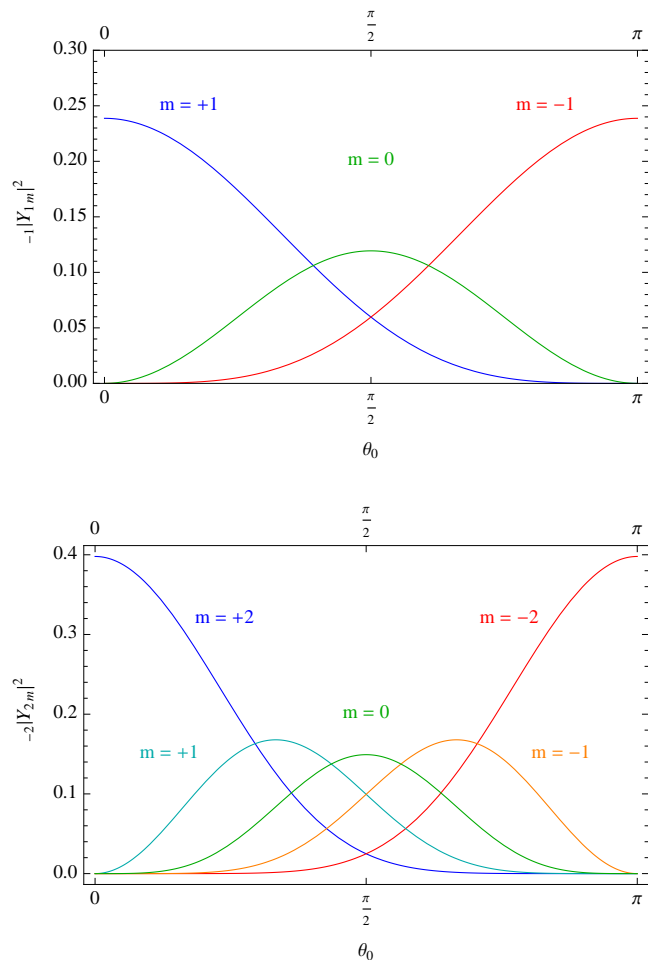 0 π/2 π
0.30
0.25
0.20
0.15
0.10
0.05
0.00
₋₁|Y₁ₘ|²
m = +1
m = −1
m = 0
0 π/2 π
θ₀
0 π/2 π
0.4
0.3
0.2
0.1
0.0
₋₂|Y₂ₘ|²
m = +2
m = −2
m = 0
m = +1
m = −1
0 π/2 π
θ₀